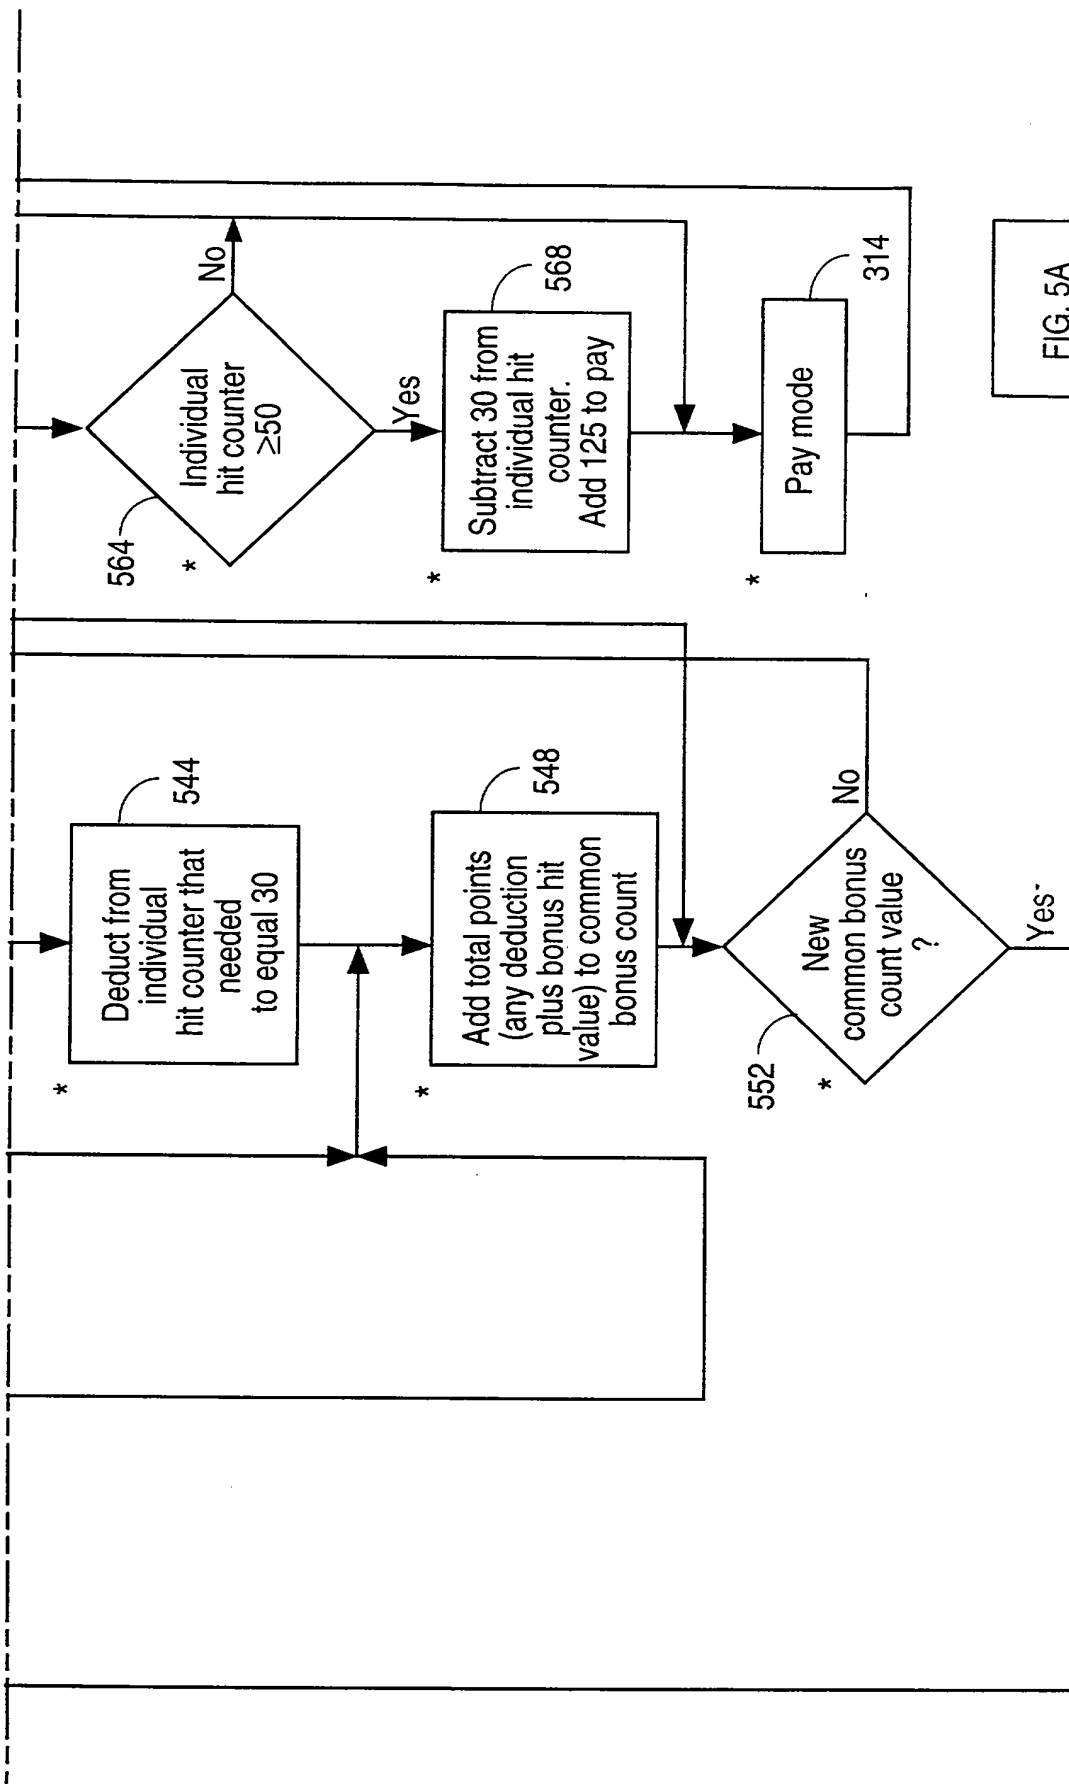 *
544
Deduct from
individual
hit counter that
needed
to equal 30
*
548
Add total points
(any deduction
plus bonus hit
value) to common
bonus count
552
*
New
common bonus
count value
?
No
Yes
564
*
Individual
hit counter
≥50
No
Yes
*
568
Subtract 30 from
individual hit
counter.
Add 125 to pay
*
314
Pay mode
FIG. 5A